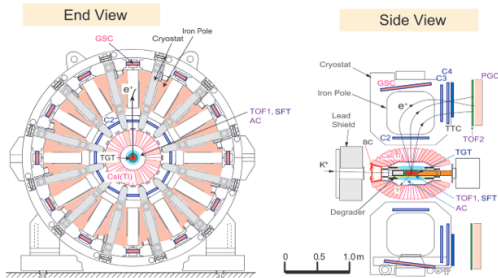 End View
GSC
Iron Pole
Cryostat
e+
C2
TOF1, SFT
AC
TGT
CsI(Tl)
Side View
Cryostat
GSC
C4
C3
PGC
Iron Pole
e+
Lead
Shield
TTC
TOF2
C2
BC
CsI(Tl)
TGT
K+
TOF1, SFT
AC
Degrader
0 0.5 1.0 m